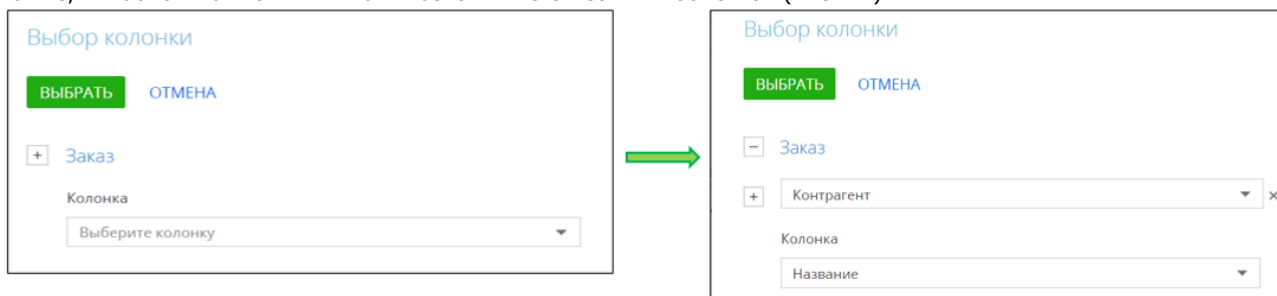 Выбор колонки
ВЫБРАТЬ ОТМЕНА
+ Заказ
Колонка
Выберите колонку
Выбор колонки
ВЫБРАТЬ ОТМЕНА
− Заказ
+ Контрагент ×
Колонка
Название